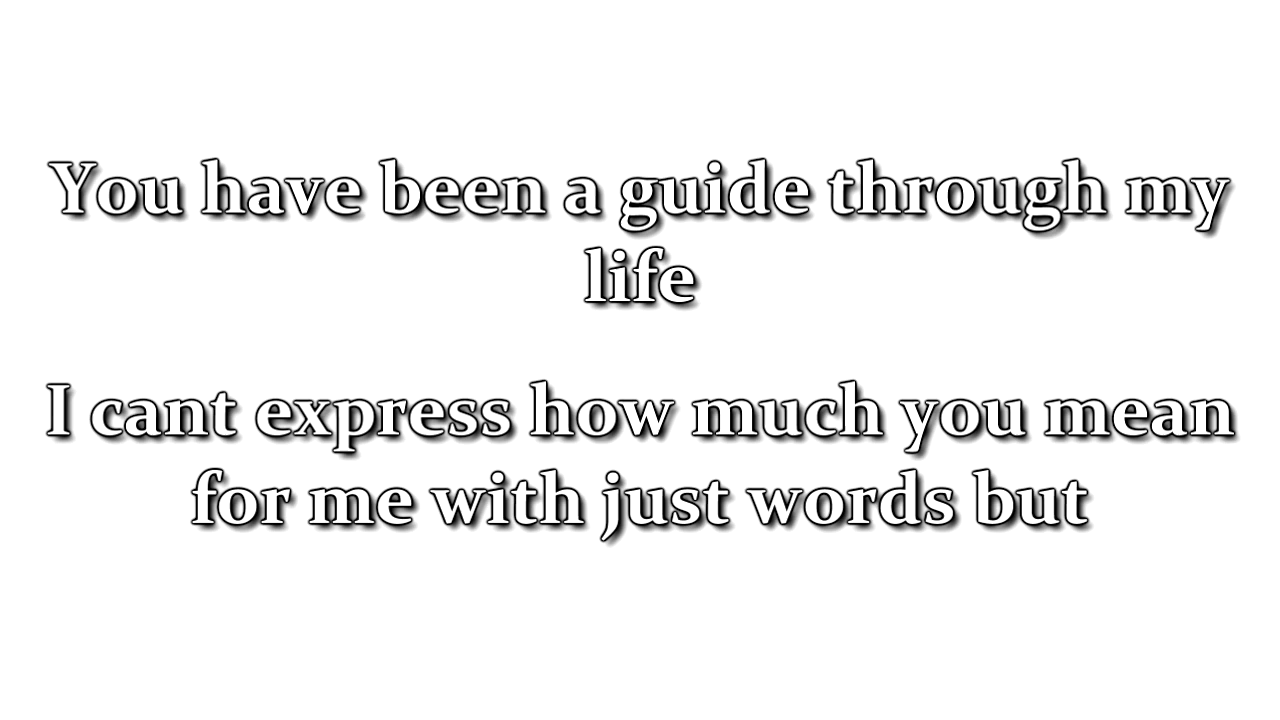 You have been a guide through my
life
I cant express how much you mean
for me with just words but